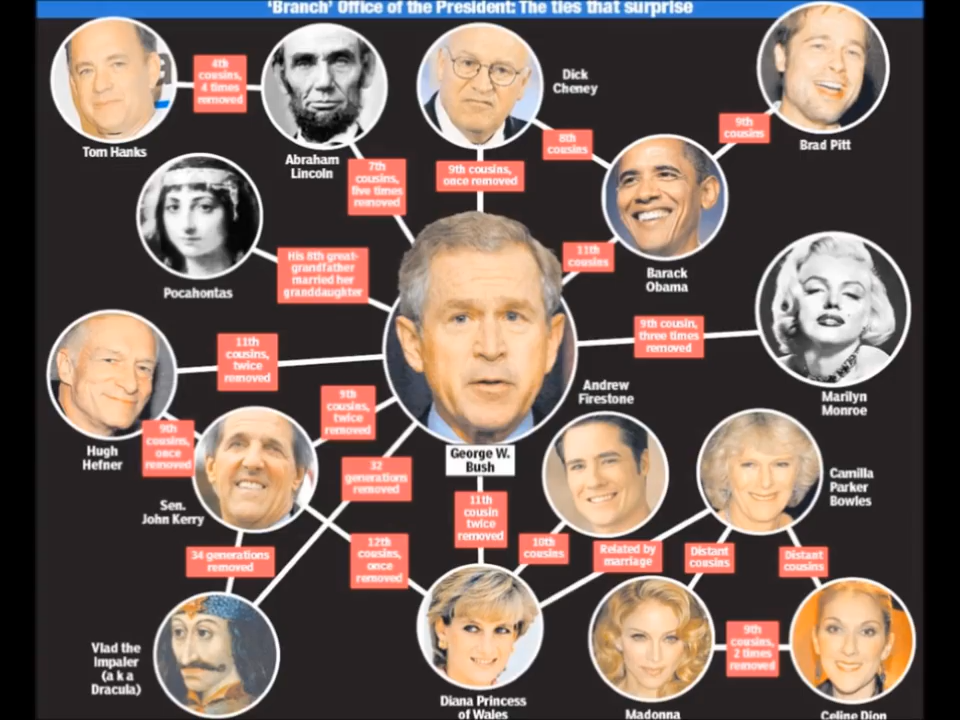 'Branch' Office of the President: The ties that surprise
4th
cousins,
4 times
removed
Tom Hanks
Abraham
Lincoln
Dick
Cheney
8th
cousins
9th
cousins
Brad Pitt
7th
cousins,
five times
removed
9th cousins,
once removed
Pocahontas
His 8th great-
grandfather
married her
granddaughter
11th
cousins
Barack
Obama
11th
cousins,
twice
removed
9th cousin,
three times
removed
Marilyn
Monroe
Hugh
Hefner
9th
cousins,
once
removed
9th
cousins,
twice
removed
Andrew
Firestone
George W.
Bush
Sen.
John Kerry
32
generations
removed
Camilla
Parker
Bowles
11th
cousin
twice
removed
34 generations
removed
12th
cousins,
once
removed
10th
cousins
Related by
marriage
Distant
cousins
Distant
cousins
Vlad the
Impaler
(a k a
Dracula)
9th
cousins,
2 times
removed
Diana Princess
of Wales
Madonna
Celine Dion